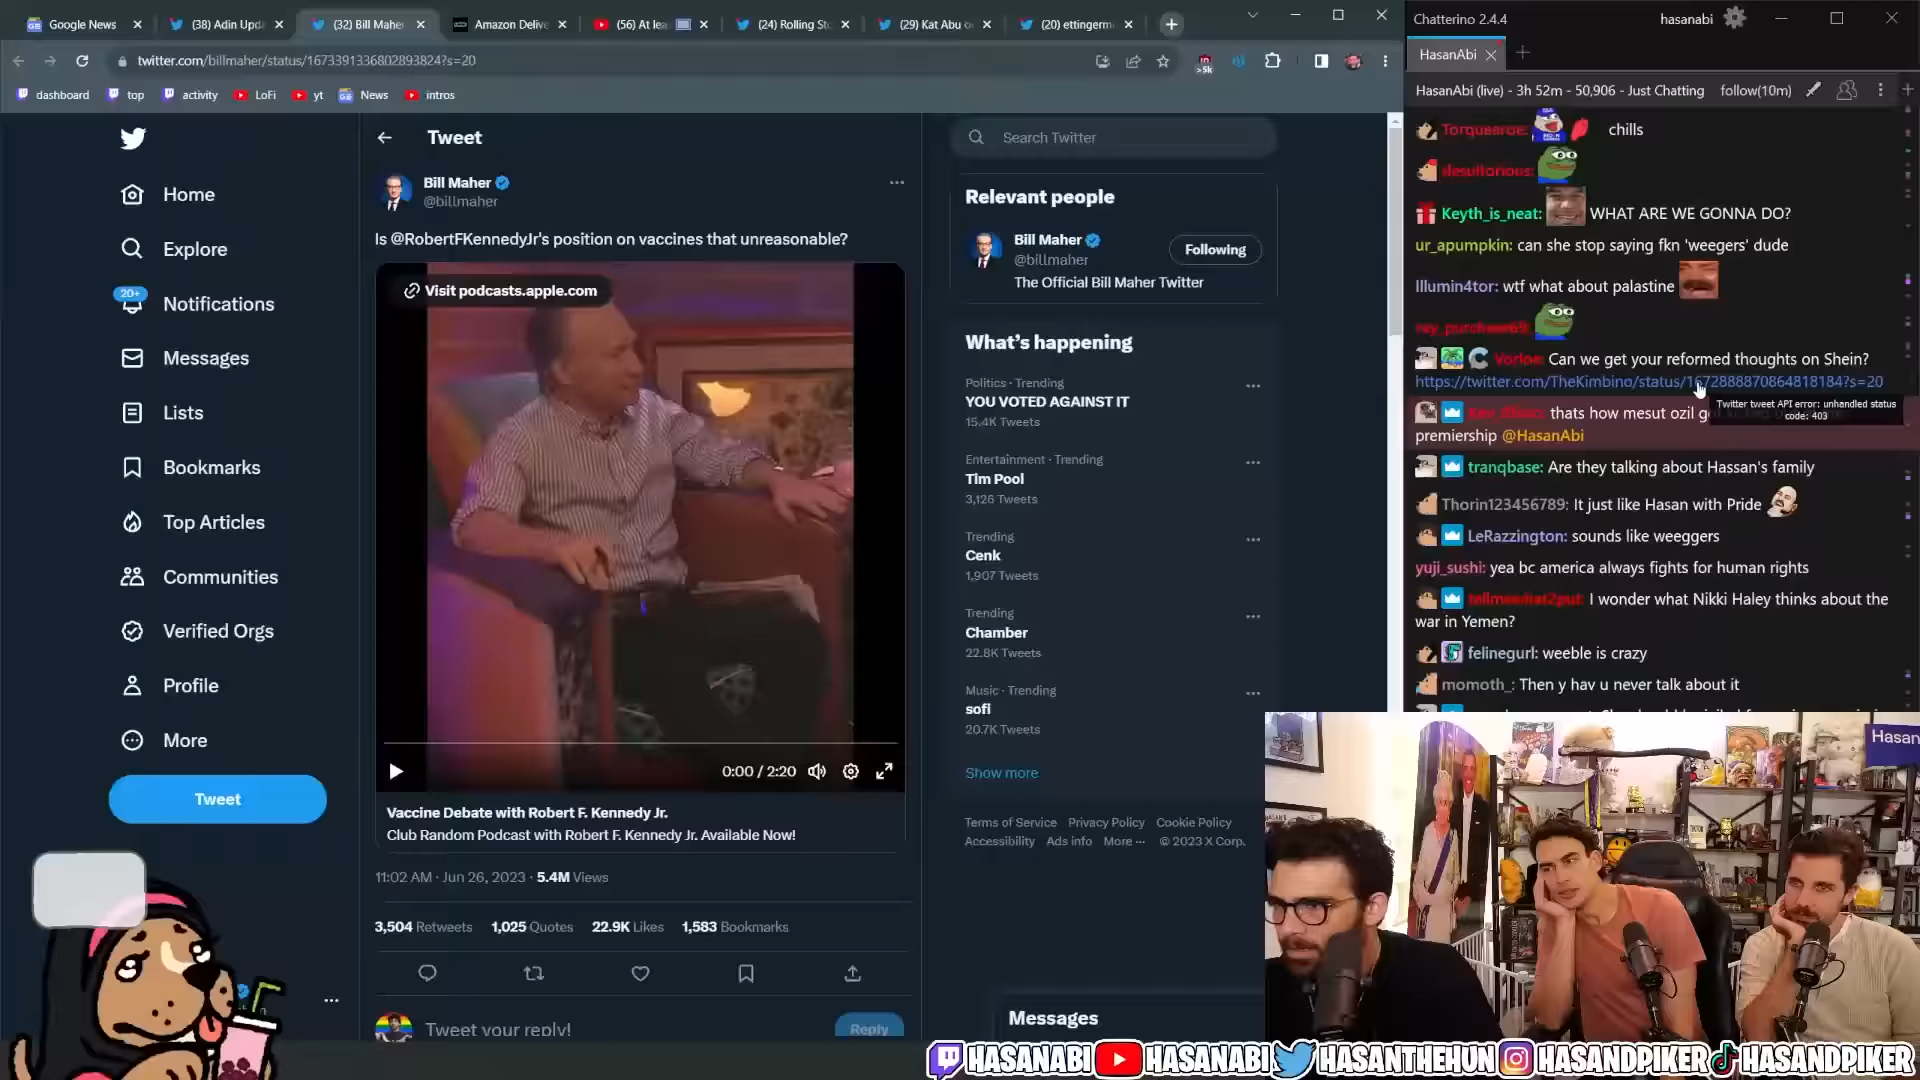 Google News
(38) Adin Upd
(32) Bill Maher
Amazon Delive
(56) At lea
(24) Rolling St
(29) Kat Abu o
(20) ettingerm
twitter.com/billmaher/status/1673391336802893824?s=20
>5k
dashboard
top
activity
LoFi
yt
News
intros
Home
Explore
20+
Notifications
Messages
Lists
Bookmarks
Top Articles
Communities
Verified Orgs
Profile
More
Tweet
Tweet
Bill Maher
@billmaher
Is @RobertFKennedyJr's position on vaccines that unreasonable?
Visit podcasts.apple.com
0:00 / 2:20
Vaccine Debate with Robert F. Kennedy Jr.
Club Random Podcast with Robert F. Kennedy Jr. Available Now!
11:02 AM · Jun 26, 2023 · 5.4M Views
3,504 Retweets 1,025 Quotes 22.9K Likes 1,583 Bookmarks
Tweet your reply!
Reply
Search Twitter
Relevant people
Bill Maher
@billmaher
Following
The Official Bill Maher Twitter
What's happening
Politics · Trending
YOU VOTED AGAINST IT
15.4K Tweets
Entertainment · Trending
Tim Pool
3,126 Tweets
Trending
Cenk
1,907 Tweets
Trending
Chamber
22.8K Tweets
Music · Trending
sofi
20.7K Tweets
Show more
Terms of Service Privacy Policy Cookie Policy
Accessibility Ads info More ··· © 2023 X Corp.
Messages
Chatterino 2.4.4
hasanabi
HasanAbi
HasanAbi (live) - 3h 52m - 50,906 - Just Chatting follow(10m)
chills
desultorious:
Keyth_is_neat: WHAT ARE WE GONNA DO?
ur_apumpkin: can she stop saying fkn 'weegers' dude
Illumin4tor: wtf what about palastine
Vorloe: Can we get your reformed thoughts on Shein?
https://twitter.com/TheKimbino/status/1672888870864818184?s=20
Twitter tweet API error: unhandled status
code: 403
thats how mesut ozil
premiership @HasanAbi
tranqbase: Are they talking about Hassan's family
Thorin123456789: It just like Hasan with Pride
LeRazzington: sounds like weeggers
yuji_sushi: yea bc america always fights for human rights
I wonder what Nikki Haley thinks about the
war in Yemen?
felinegurl: weeble is crazy
momoth_: Then y hav u never talk about it
Hasan
HASANABI HASANABI HASANTHEHUN HASANDPIKER HASANDPIKER